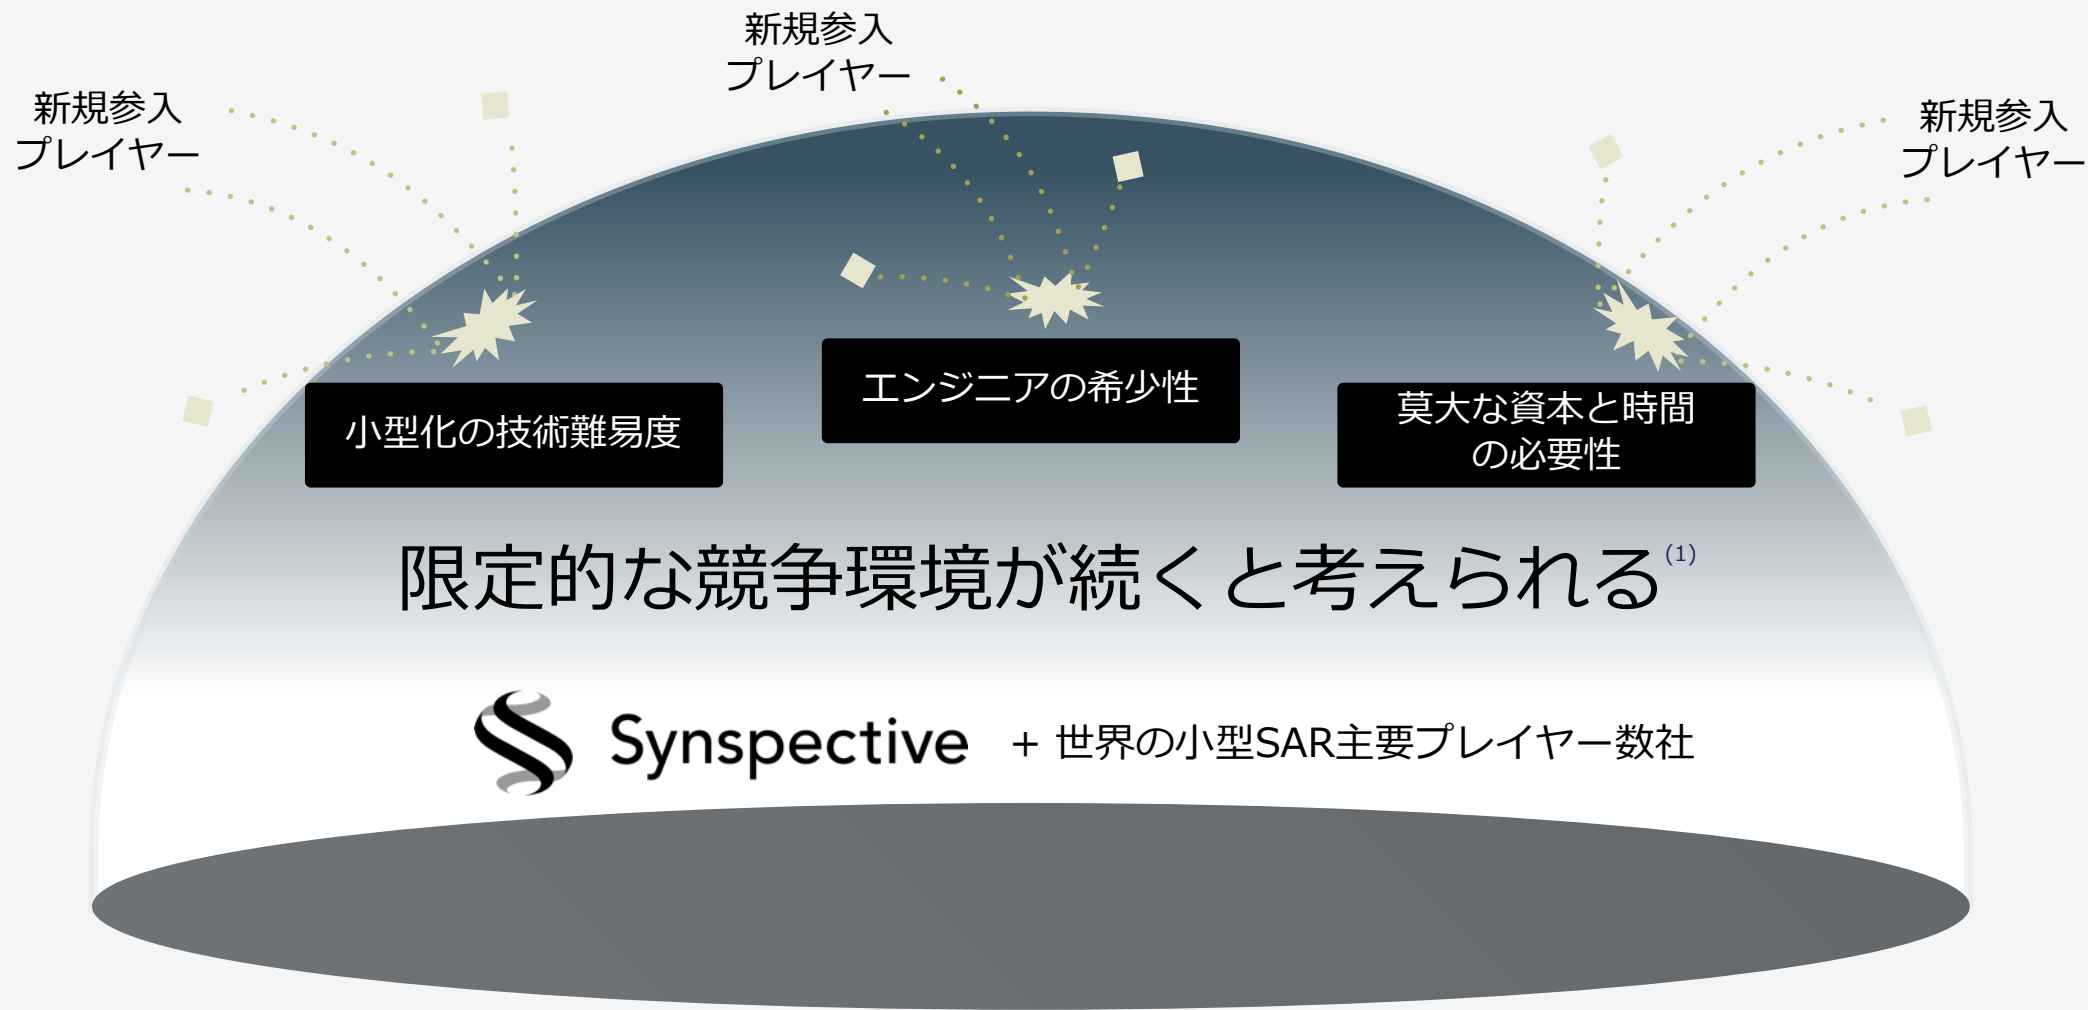 新規参入
プレイヤー
新規参入
プレイヤー
新規参入
プレイヤー
小型化の技術難易度
エンジニアの希少性
莫大な資本と時間
の必要性
限定的な競争環境が続くと考えられる(1)
Synspective + 世界の小型SAR主要プレイヤー数社